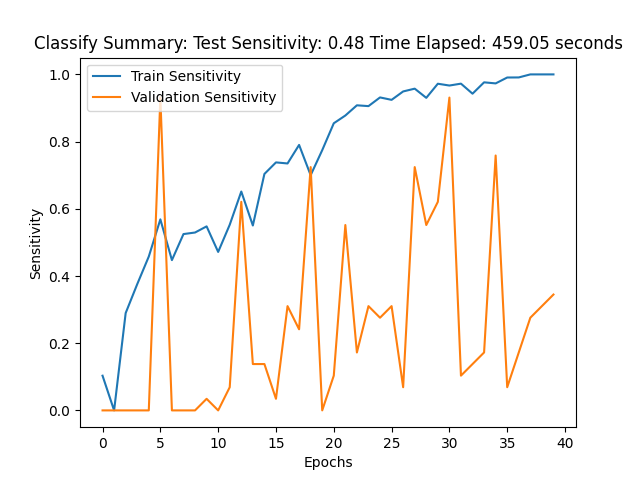 Classify Summary: Test Sensitivity: 0.48 Time Elapsed: 459.05 seconds
Train Sensitivity
Validation Sensitivity
1.0
0.8
0.6
0.4
0.2
0.0
Sensitivity
0 5 10 15 20 25 30 35 40
Epochs